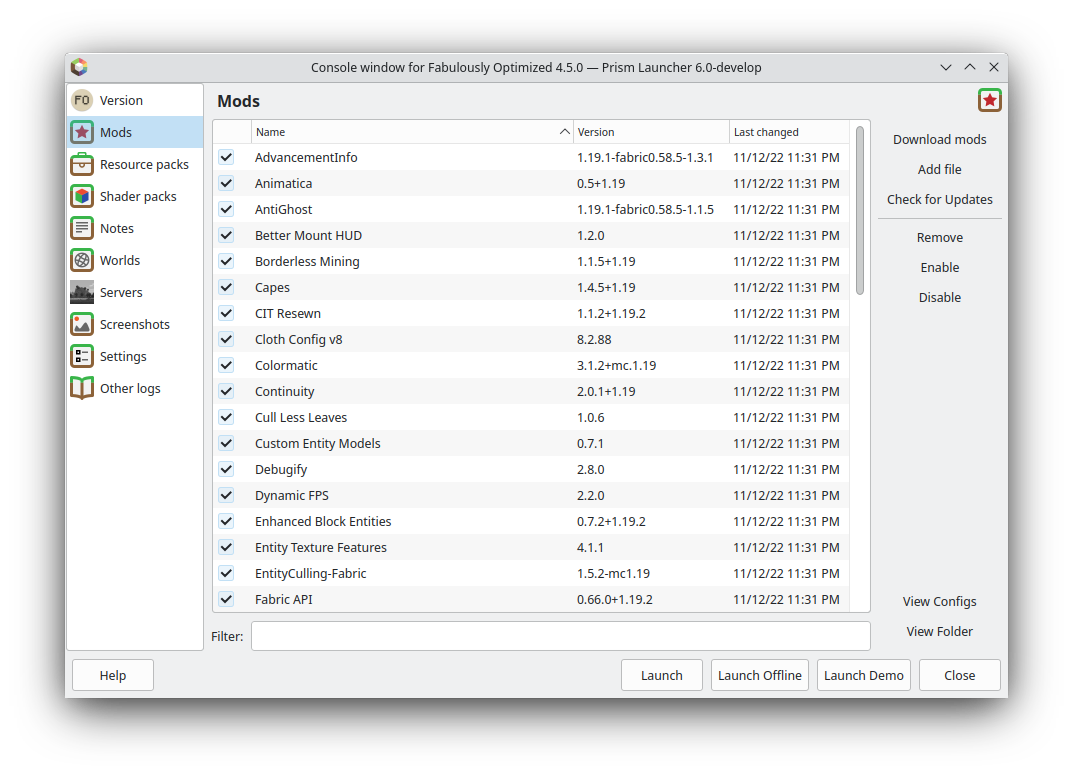 Console window for Fabulously Optimized 4.5.0 — Prism Launcher 6.0-develop
FO Version
Mods
Resource packs
Shader packs
Notes
Worlds
Servers
Screenshots
Settings
Other logs
Mods
Name Version Last changed
AdvancementInfo 1.19.1-fabric0.58.5-1.3.1 11/12/22 11:31 PM
Animatica 0.5+1.19 11/12/22 11:31 PM
AntiGhost 1.19.1-fabric0.58.5-1.1.5 11/12/22 11:31 PM
Better Mount HUD 1.2.0 11/12/22 11:31 PM
Borderless Mining 1.1.5+1.19 11/12/22 11:31 PM
Capes 1.4.5+1.19 11/12/22 11:31 PM
CIT Resewn 1.1.2+1.19.2 11/12/22 11:31 PM
Cloth Config v8 8.2.88 11/12/22 11:31 PM
Colormatic 3.1.2+mc.1.19 11/12/22 11:31 PM
Continuity 2.0.1+1.19 11/12/22 11:31 PM
Cull Less Leaves 1.0.6 11/12/22 11:31 PM
Custom Entity Models 0.7.1 11/12/22 11:31 PM
Debugify 2.8.0 11/12/22 11:31 PM
Dynamic FPS 2.2.0 11/12/22 11:31 PM
Enhanced Block Entities 0.7.2+1.19.2 11/12/22 11:31 PM
Entity Texture Features 4.1.1 11/12/22 11:31 PM
EntityCulling-Fabric 1.5.2-mc1.19 11/12/22 11:31 PM
Fabric API 0.66.0+1.19.2 11/12/22 11:31 PM
Filter:
Download mods
Add file
Check for Updates
Remove
Enable
Disable
View Configs
View Folder
Help Launch Launch Offline Launch Demo Close